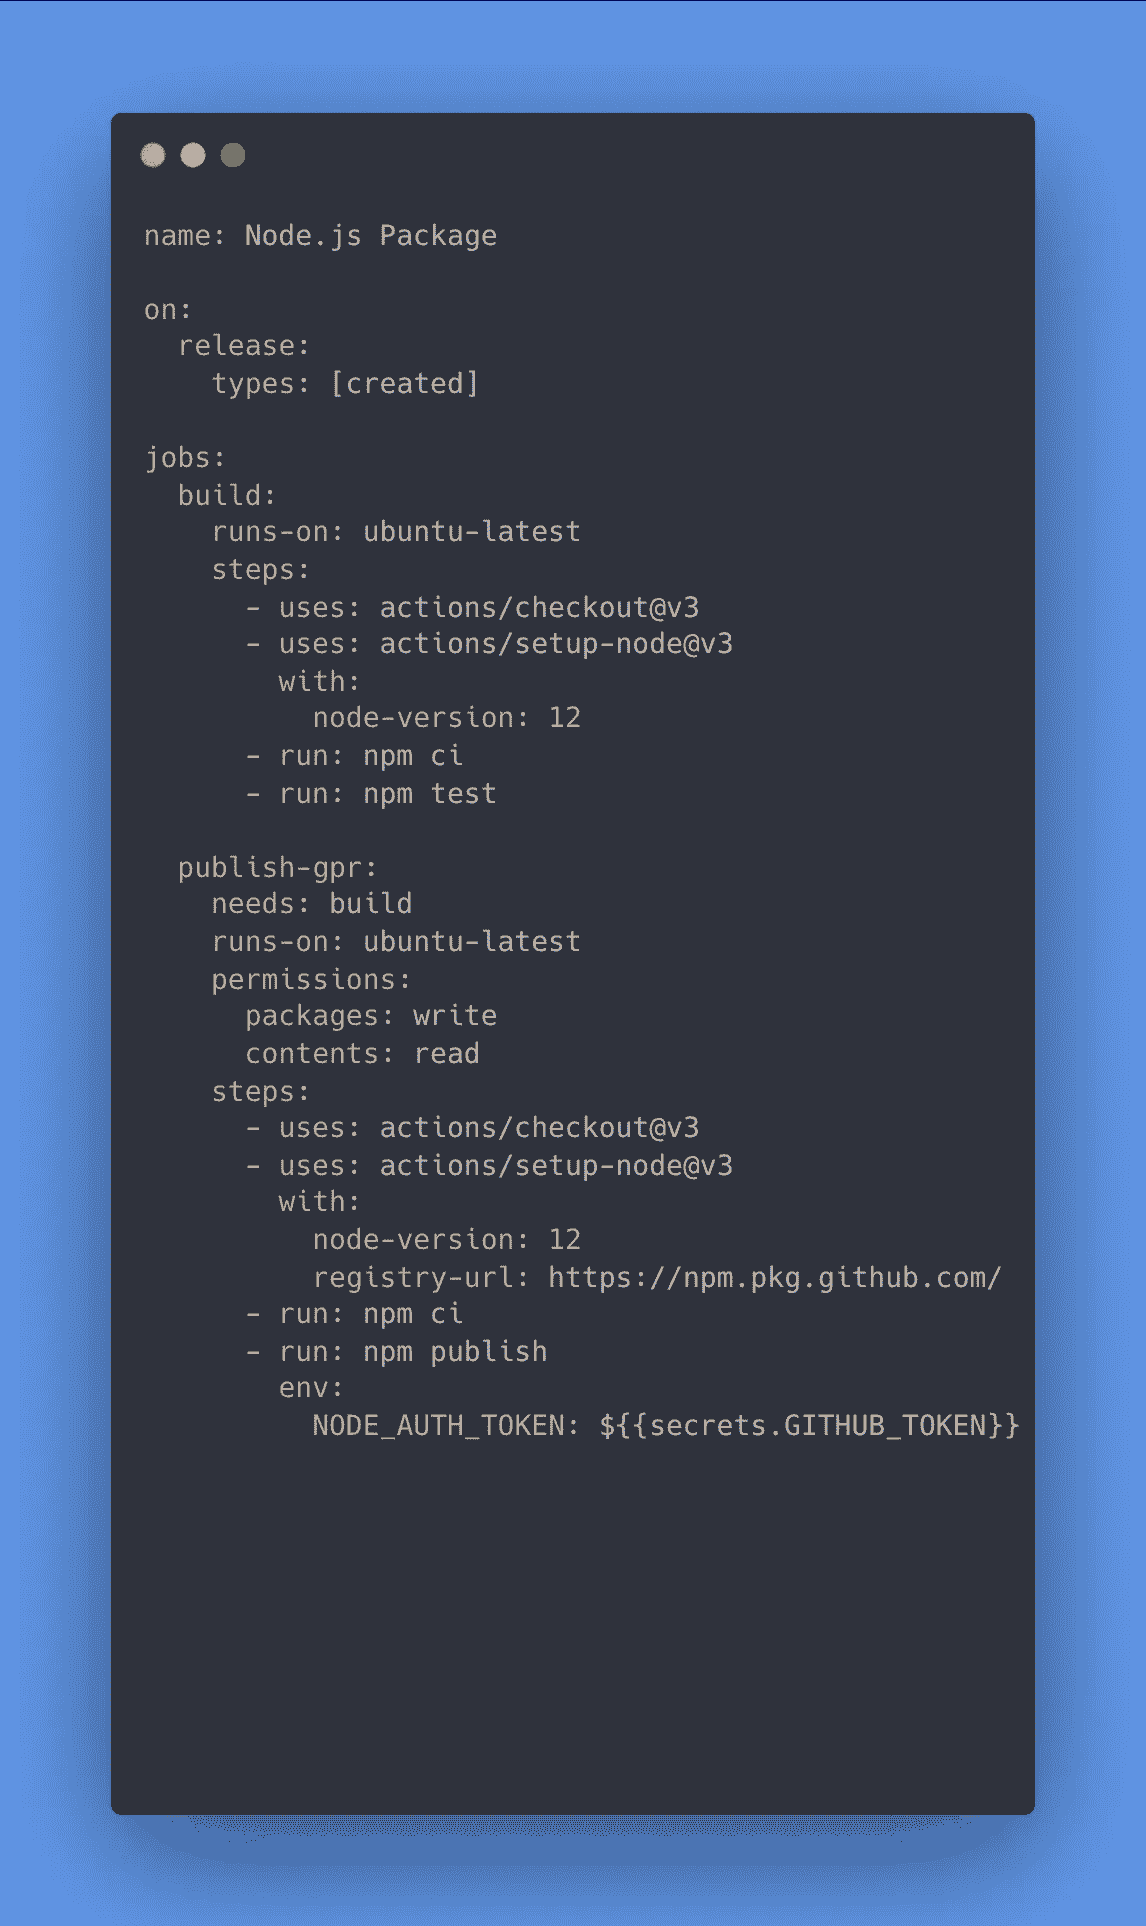 name: Node.js Package

on:
  release:
    types: [created]

jobs:
  build:
    runs-on: ubuntu-latest
    steps:
      - uses: actions/checkout@v3
      - uses: actions/setup-node@v3
        with:
          node-version: 12
      - run: npm ci
      - run: npm test

  publish-gpr:
    needs: build
    runs-on: ubuntu-latest
    permissions:
      packages: write
      contents: read
    steps:
      - uses: actions/checkout@v3
      - uses: actions/setup-node@v3
        with:
          node-version: 12
          registry-url: https://npm.pkg.github.com/
      - run: npm ci
      - run: npm publish
        env:
          NODE_AUTH_TOKEN: ${{secrets.GITHUB_TOKEN}}